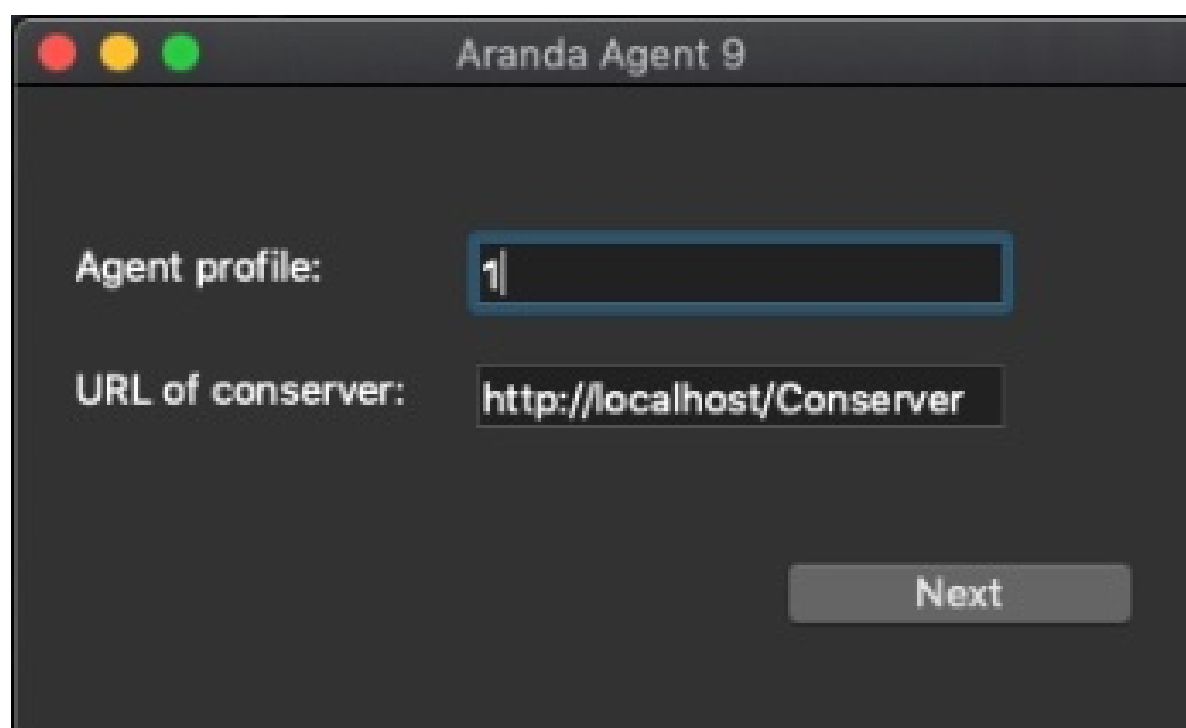 Aranda Agent 9
Agent profile: 1
URL of conserver: http://localhost/Conserver
Next